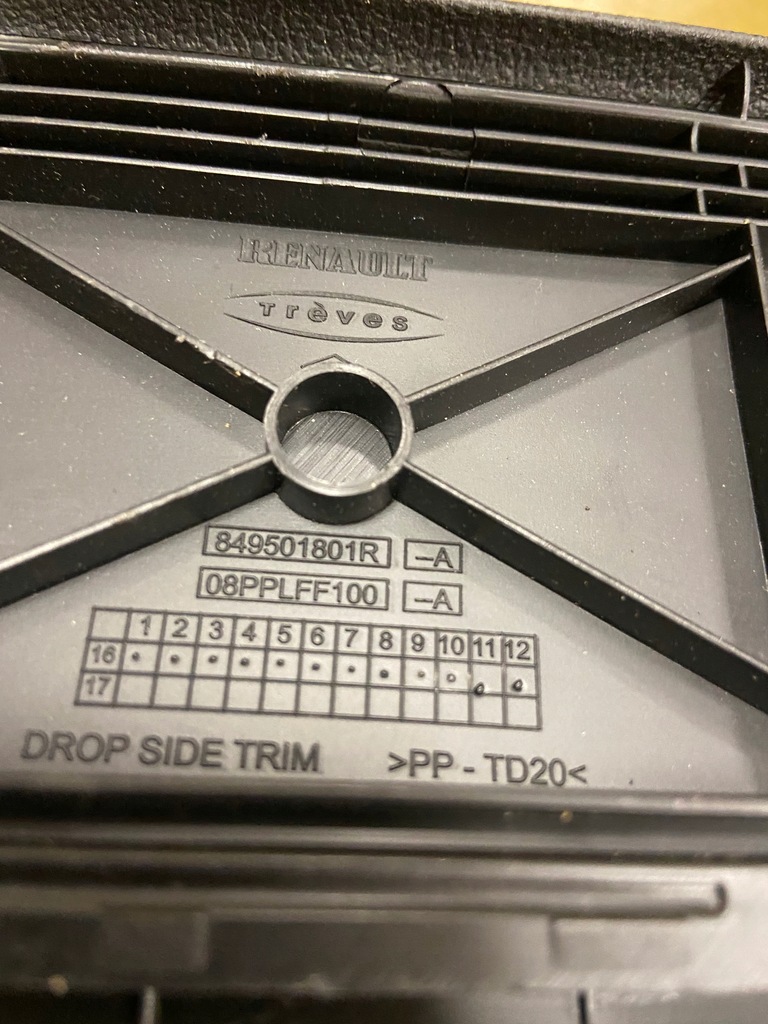 RENAULT
Trèves
849501801R -A
08PPLFF100 -A
1 2 3 4 5 6 7 8 9 10 11 12
16
17
DROP SIDE TRIM >PP - TD20<